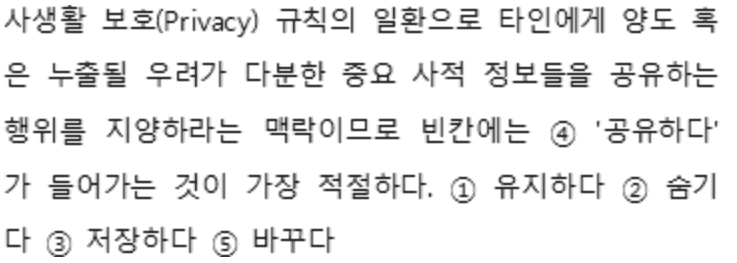 사생활 보호(Privacy) 규칙의 일환으로 타인에게 양도 혹
은 누출될 우려가 다분한 중요 사적 정보들을 공유하는
행위를 지양하라는 맥락이므로 빈칸에는 ④ '공유하다'
가 들어가는 것이 가장 적절하다. ① 유지하다 ② 숨기
다 ③ 저장하다 ⑤ 바꾸다